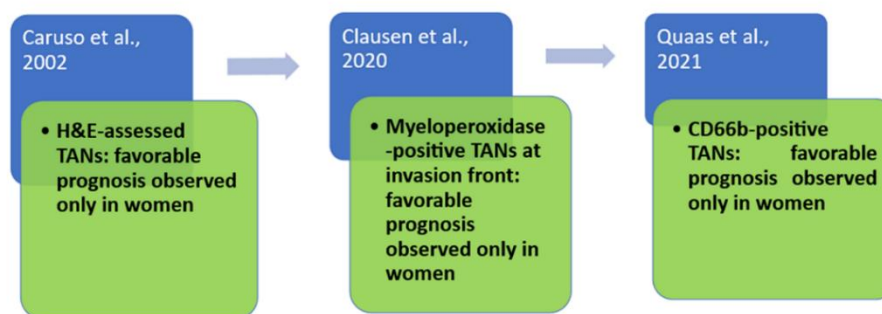 Caruso et al.,
2002
• H&E-assessed
TANs: favorable
prognosis observed
only in women
Clausen et al.,
2020
• Myeloperoxidase
-positive TANs at
invasion front:
favorable
prognosis
observed only in
women
Quaas et al.,
2021
• CD66b-positive
TANs: favorable
prognosis observed
only in women